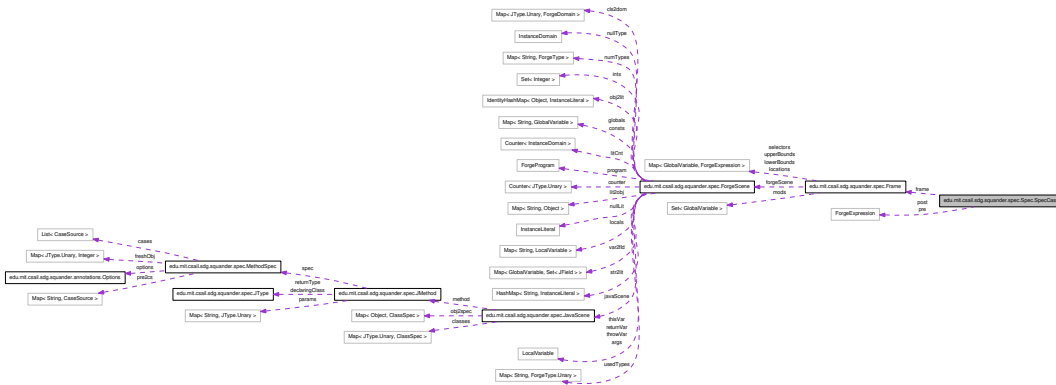 Map< JType.Unary, ForgeDomain >
cls2dom
InstanceDomain
nullType
Map< String, ForgeType >
numTypes
Set< Integer >
ints
IdentityHashMap< Object, InstanceLiteral >
obj2lit
Map< String, GlobalVariable >
globals
consts
Counter< InstanceDomain >
litCnt
ForgeProgram
program
Counter< JType.Unary >
counter
Map< String, Object >
lit2obj
InstanceLiteral
nullLit
Map< String, LocalVariable >
locals
Map< GlobalVariable, Set< JField > >
var2fld
HashMap< String, InstanceLiteral >
str2lit
javaScene
edu.mit.csail.sdg.squander.spec.JavaScene
LocalVariable
thisVar
returnVar
throwVar
args
Map< String, ForgeType.Unary >
usedTypes
edu.mit.csail.sdg.squander.spec.ForgeScene
Map< GlobalVariable, ForgeExpression >
selectors
upperBounds
lowerBounds
locations
forgeScene
edu.mit.csail.sdg.squander.spec.Frame
Set< GlobalVariable >
mods
frame
edu.mit.csail.sdg.squander.spec.Spec.SpecCase
ForgeExpression
post
pre
List< CaseSource >
cases
Map< JType.Unary, Integer >
freshObj
edu.mit.csail.sdg.squander.annotations.Options
options
Map< String, CaseSource >
pre2cs
edu.mit.csail.sdg.squander.spec.MethodSpec
spec
edu.mit.csail.sdg.squander.spec.JType
returnType
declaringClass
params
Map< String, JType.Unary >
edu.mit.csail.sdg.squander.spec.JMethod
method
Map< Object, ClassSpec >
obj2spec
Map< JType.Unary, ClassSpec >
classes